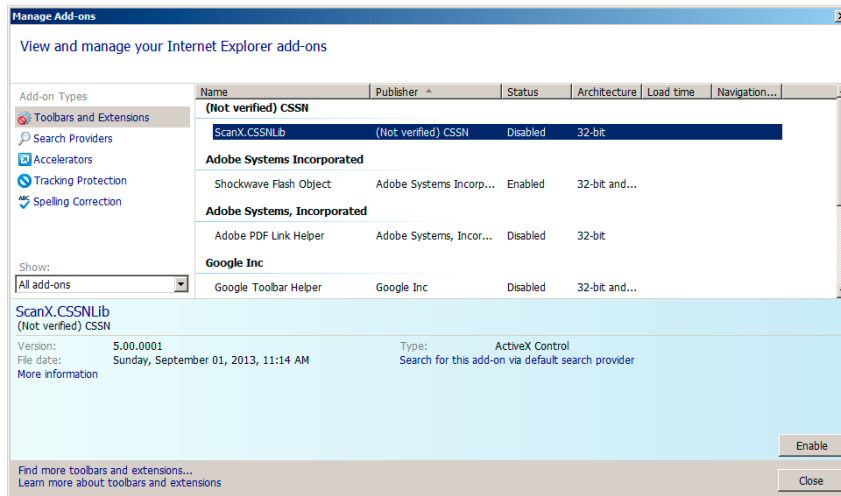 Manage Add-ons
View and manage your Internet Explorer add-ons
Add-on Types
Toolbars and Extensions
Search Providers
Accelerators
Tracking Protection
ABC
Spelling Correction
Show:
All add-ons
Name Publisher Status Architecture Load time Navigation...
(Not verified) CSSN
ScanX.CSSNLib (Not verified) CSSN Disabled 32-bit
Adobe Systems Incorporated
Shockwave Flash Object Adobe Systems Incorp... Enabled 32-bit and...
Adobe Systems, Incorporated
Adobe PDF Link Helper Adobe Systems, Incor... Disabled 32-bit
Google Inc
Google Toolbar Helper Google Inc Disabled 32-bit and...
ScanX.CSSNLib
(Not verified) CSSN
Version: 5.00.0001 Type: ActiveX Control
File date: Sunday, September 01, 2013, 11:14 AM Search for this add-on via default search provider
More information
Enable
Find more toolbars and extensions...
Learn more about toolbars and extensions
Close